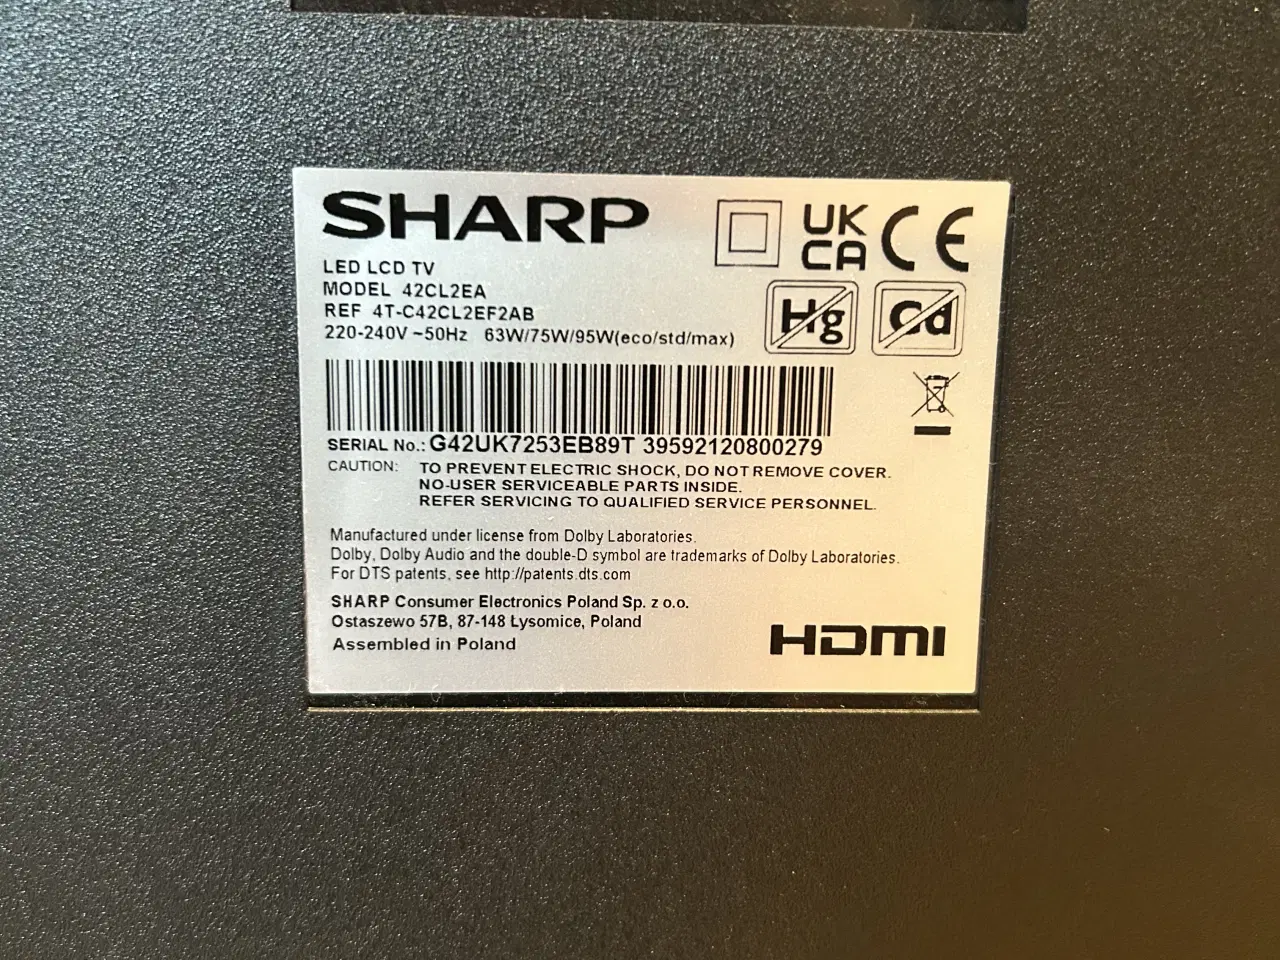 SHARP
UK
CA
CE
LED LCD TV
MODEL 42CL2EA
REF 4T-C42CL2EF2AB
220-240V ~50Hz 63W/75W/95W(eco/std/max)
Hg
Cd
SERIAL No.: G42UK7253EB89T 39592120800279
CAUTION: TO PREVENT ELECTRIC SHOCK, DO NOT REMOVE COVER.
NO-USER SERVICEABLE PARTS INSIDE.
REFER SERVICING TO QUALIFIED SERVICE PERSONNEL.
Manufactured under license from Dolby Laboratories.
Dolby, Dolby Audio and the double-D symbol are trademarks of Dolby Laboratories.
For DTS patents, see http://patents.dts.com
SHARP Consumer Electronics Poland Sp. z o.o.
Ostaszewo 57B, 87-148 Łysomice, Poland
Assembled in Poland
HDMI